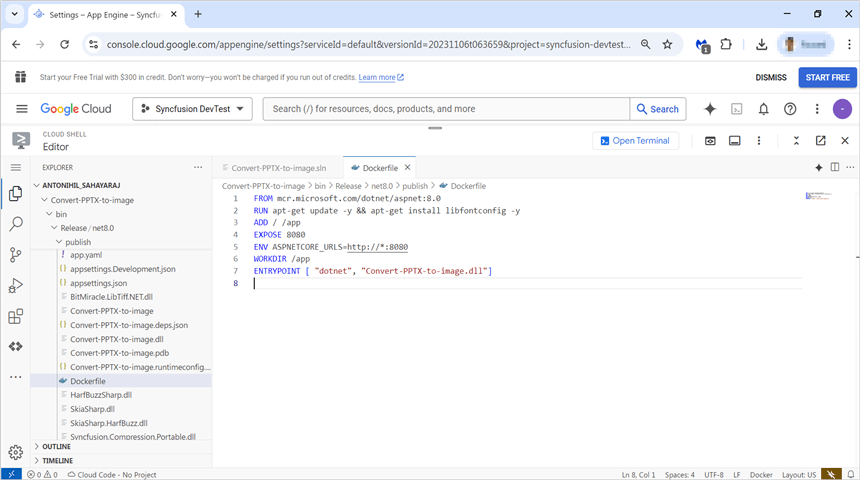 Settings – App Engine – Syncfus
console.cloud.google.com/appengine/settings?serviceId=default&versionId=20231106t063659&project=syncfusion-devtest...
1
Start your Free Trial with $300 in credit. Don't worry—you won't be charged if you run out of credits. Learn more
DISMISS
START FREE
Google Cloud
Syncfusion DevTest
Search (/) for resources, docs, products, and more
Search
CLOUD SHELL
Editor
Open Terminal
EXPLORER
ANTONIHIL_SAHAYARAJ
Convert-PPTX-to-image
bin
Release / net8.0
publish
app.yaml
appsettings.Development.json
appsettings.json
BitMiracle.LibTiff.NET.dll
Convert-PPTX-to-image
Convert-PPTX-to-image.deps.json
Convert-PPTX-to-image.dll
Convert-PPTX-to-image.pdb
Convert-PPTX-to-image.runtimeconfig....
Dockerfile
HarfBuzzSharp.dll
SkiaSharp.dll
SkiaSharp.HarfBuzz.dll
Syncfusion.Compression.Portable.dll
OUTLINE
TIMELINE
Convert-PPTX-to-image.sln
Dockerfile
Convert-PPTX-to-image > bin > Release > net8.0 > publish > Dockerfile
1 FROM mcr.microsoft.com/dotnet/aspnet:8.0
2 RUN apt-get update -y && apt-get install libfontconfig -y
3 ADD / /app
4 EXPOSE 8080
5 ENV ASPNETCORE_URLS=http://*:8080
6 WORKDIR /app
7 ENTRYPOINT [ "dotnet", "Convert-PPTX-to-image.dll"]
8
0 0 Cloud Code - No Project
Ln 8, Col 1 Spaces: 4 UTF-8 LF Docker Layout: US